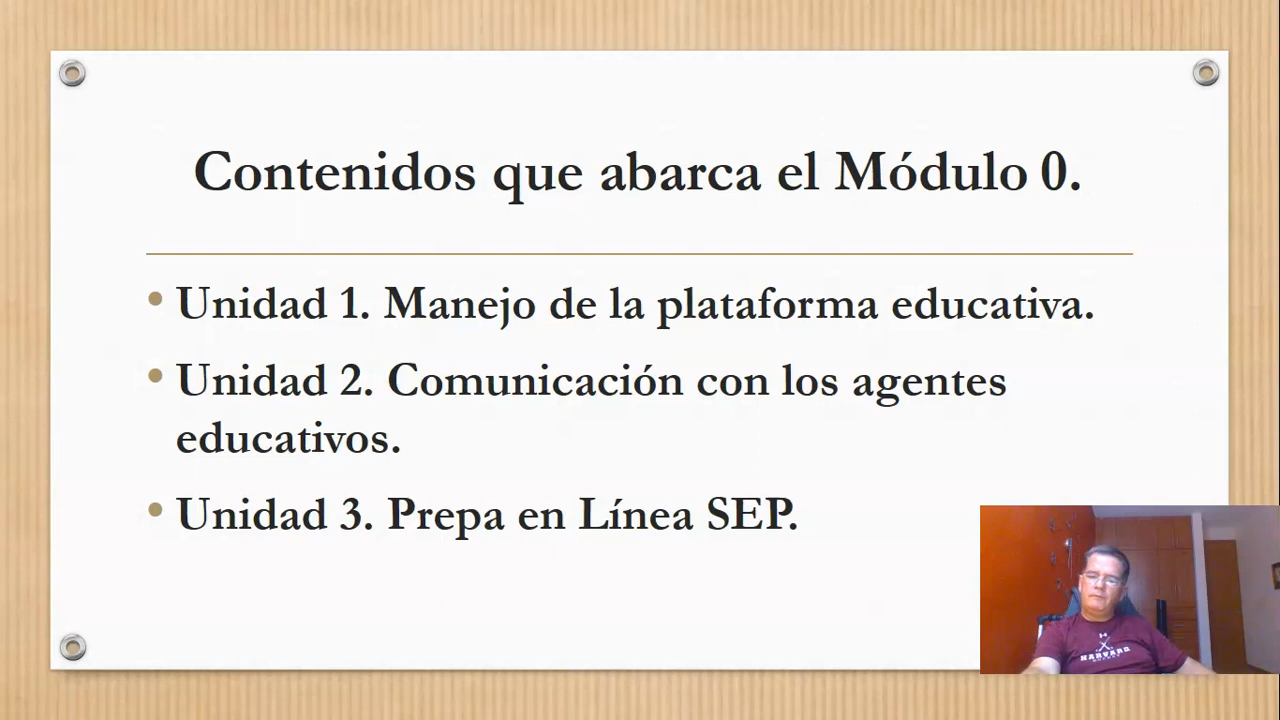 Contenidos que abarca el Módulo 0.
• Unidad 1. Manejo de la plataforma educativa.
• Unidad 2. Comunicación con los agentes
educativos.
• Unidad 3. Prepa en Línea SEP.
HARVARD